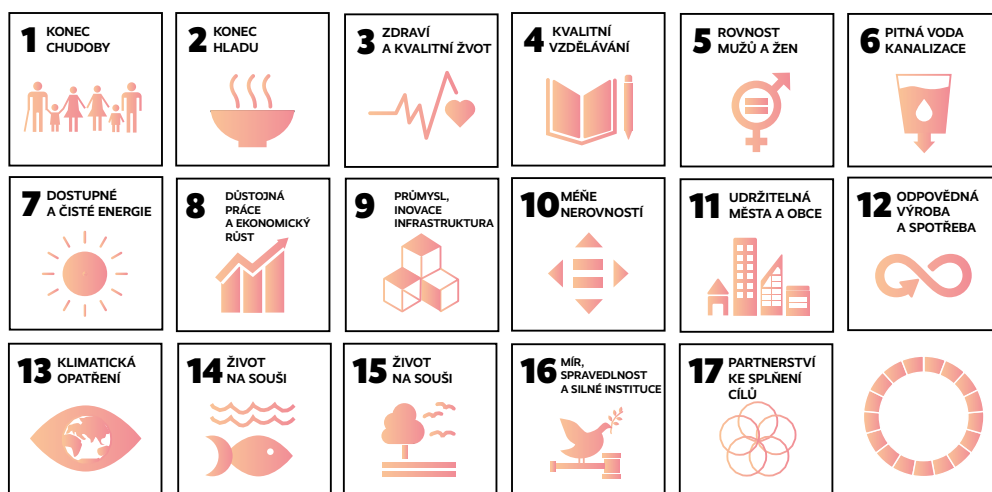 1 KONEC
CHUDOBY
2 KONEC
HLADU
3 ZDRAVÍ
A KVALITNÍ ŽVOT
4 KVALITNÍ
VZDĚLÁVÁNÍ
5 ROVNOST
MUŽŮ A ŽEN
6 PITNÁ VODA
KANALIZACE
7 DOSTUPNÉ
A ČISTÉ ENERGIE
8 DŮSTOJNÁ
PRÁCE
A EKONOMICKÝ
RŮST
9 PRŮMYSL,
INOVACE
INFRASTRUKTURA
10 MÉŇE
NEROVNOSTÍ
11 UDRŽITELNÁ
MĚSTA A OBCE
12 ODPOVĚDNÁ
VÝROBA
A SPOTŘEBA
13 KLIMATICKÁ
OPATŘENÍ
14 ŽIVOT
NA SOUŠI
15 ŽIVOT
NA SOUŠI
16 MÍR,
SPRAVEDLNOST
A SILNÉ INSTITUCE
17 PARTNERSTVÍ
KE SPLŇENÍ
CÍLŮ